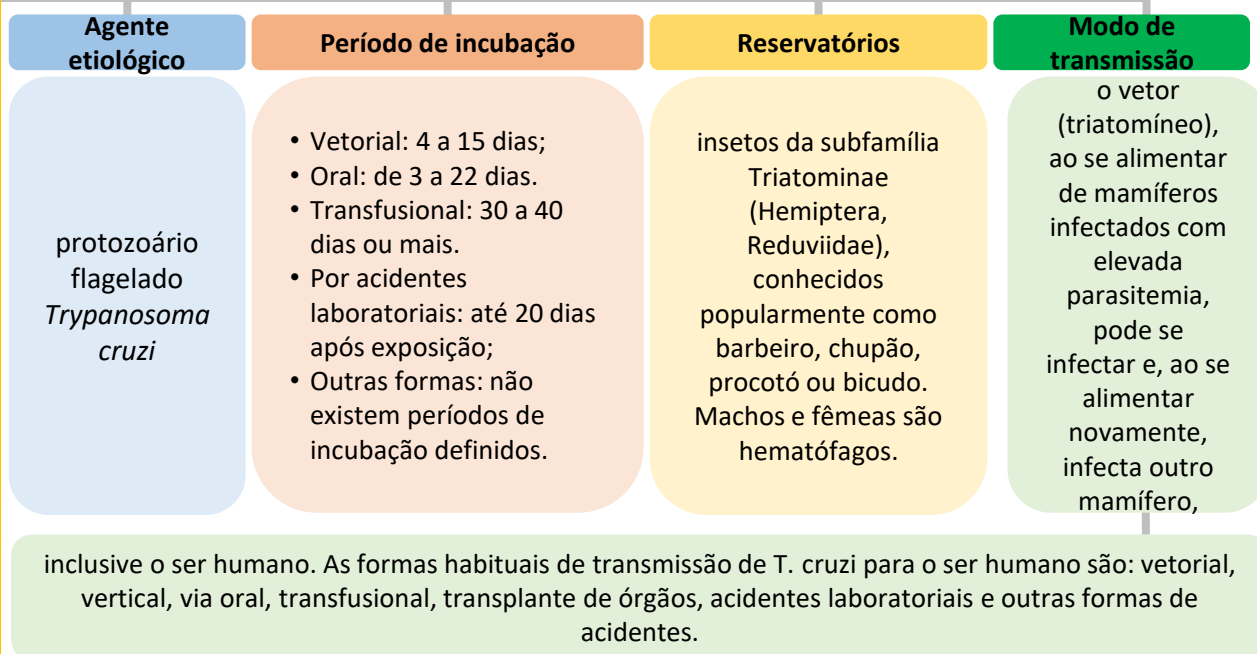 Agente
etiológico
protozoário
flagelado
Trypanosoma
cruzi
Período de incubação
• Vetorial: 4 a 15 dias;
• Oral: de 3 a 22 dias.
• Transfusional: 30 a 40
dias ou mais.
• Por acidentes
laboratoriais: até 20 dias
após exposição;
• Outras formas: não
existem períodos de
incubação definidos.
Reservatórios
insetos da subfamília
Triatominae
(Hemiptera,
Reduviidae),
conhecidos
popularmente como
barbeiro, chupão,
procotó ou bicudo.
Machos e fêmeas são
hematófagos.
Modo de
transmissão
o vetor
(triatomíneo),
ao se alimentar
de mamíferos
infectados com
elevada
parasitemia,
pode se
infectar e, ao se
alimentar
novamente,
infecta outro
mamífero,
inclusive o ser humano. As formas habituais de transmissão de T. cruzi para o ser humano são: vetorial,
vertical, via oral, transfusional, transplante de órgãos, acidentes laboratoriais e outras formas de
acidentes.